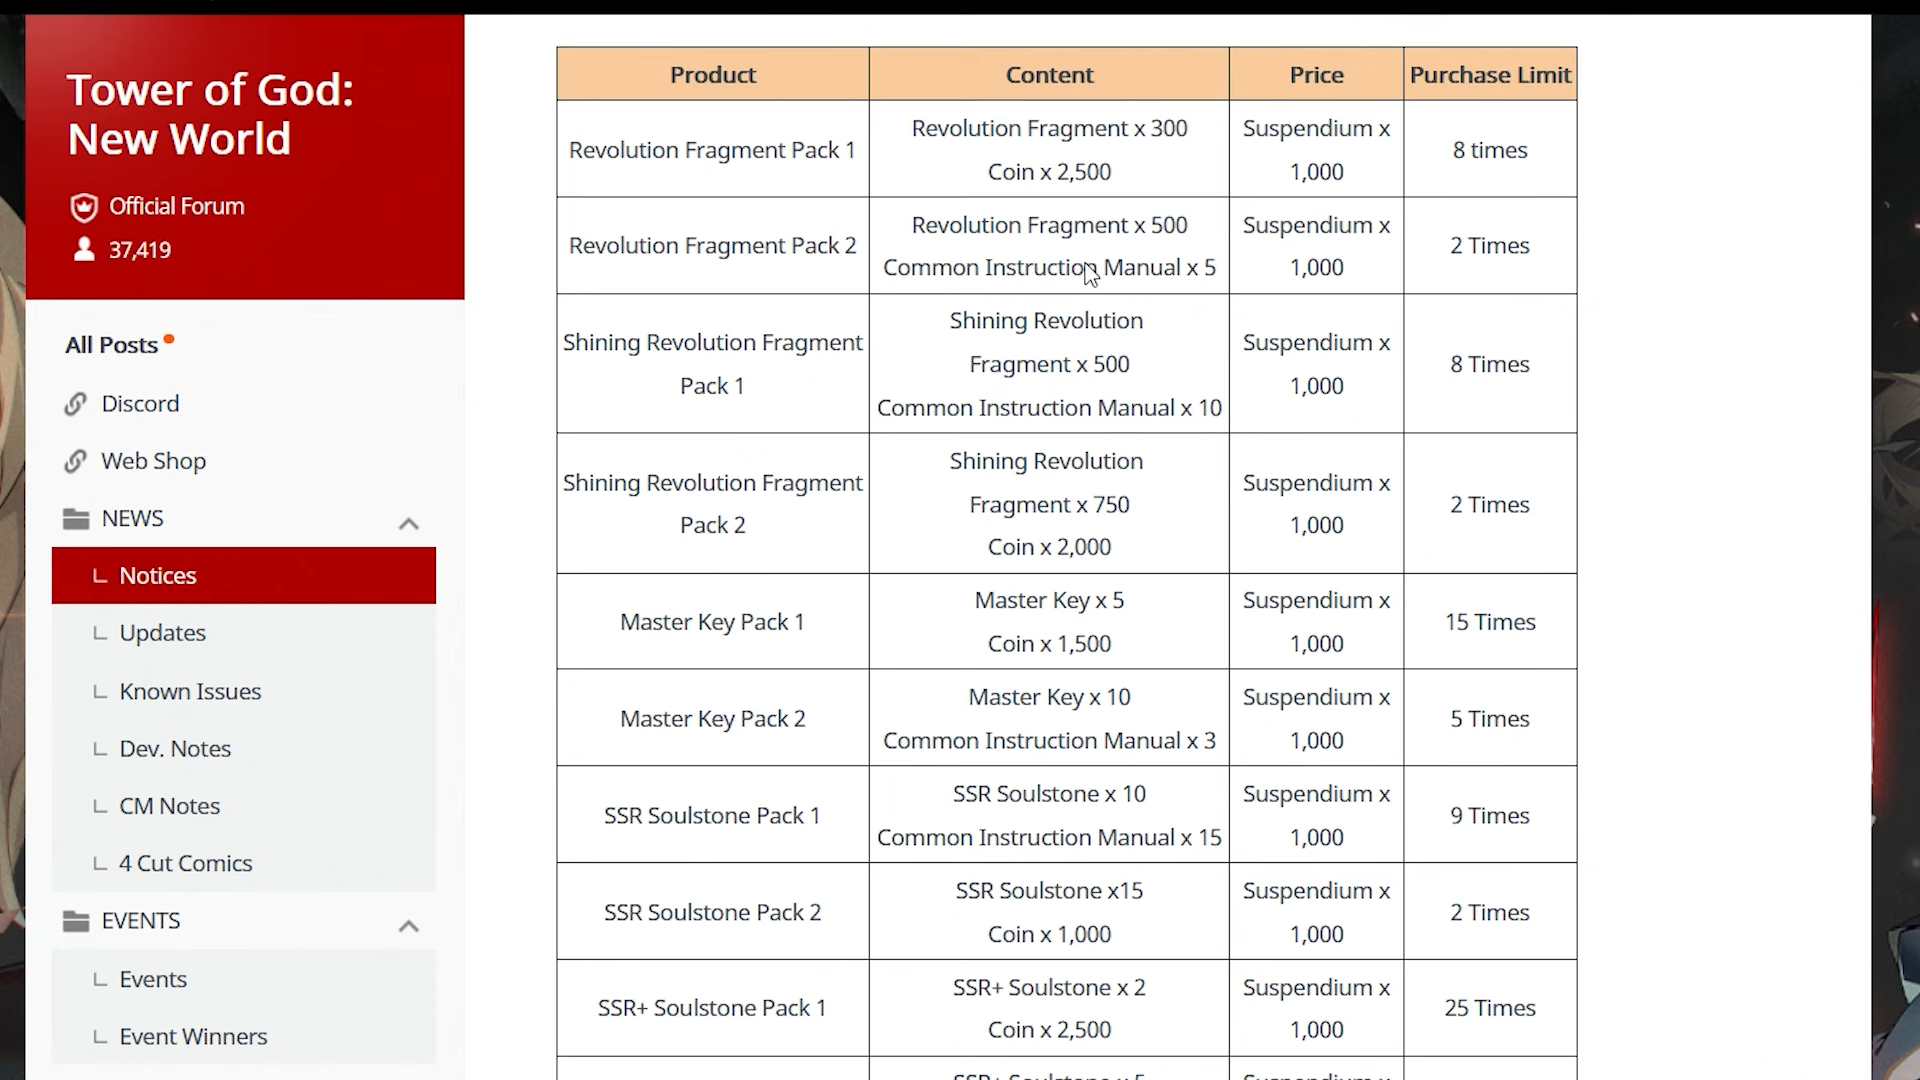 Tower of God:
New World
Official Forum
37,419
All Posts
Discord
Web Shop
NEWS
Notices
Updates
Known Issues
Dev. Notes
CM Notes
4 Cut Comics
EVENTS
Events
Event Winners
Product Content Price Purchase Limit
Revolution Fragment Pack 1
Revolution Fragment x 300
Coin x 2,500
Suspendium x
1,000
8 times
Revolution Fragment Pack 2
Revolution Fragment x 500
Common Instruction Manual x 5
Suspendium x
1,000
2 Times
Shining Revolution Fragment
Pack 1
Shining Revolution
Fragment x 500
Common Instruction Manual x 10
Suspendium x
1,000
8 Times
Shining Revolution Fragment
Pack 2
Shining Revolution
Fragment x 750
Coin x 2,000
Suspendium x
1,000
2 Times
Master Key Pack 1
Master Key x 5
Coin x 1,500
Suspendium x
1,000
15 Times
Master Key Pack 2
Master Key x 10
Common Instruction Manual x 3
Suspendium x
1,000
5 Times
SSR Soulstone Pack 1
SSR Soulstone x 10
Common Instruction Manual x 15
Suspendium x
1,000
9 Times
SSR Soulstone Pack 2
SSR Soulstone x15
Coin x 1,000
Suspendium x
1,000
2 Times
SSR+ Soulstone Pack 1
SSR+ Soulstone x 2
Coin x 2,500
Suspendium x
1,000
25 Times
SSR+ Soulstone x 5
Suspendium x